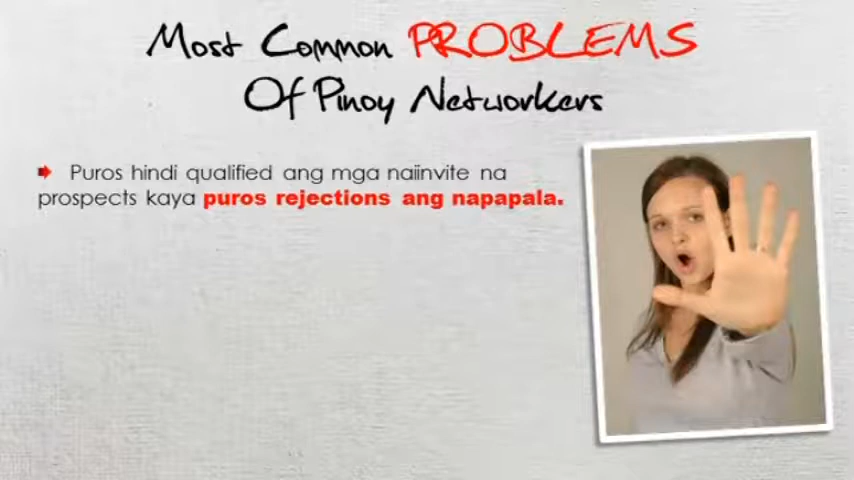 Most Common PROBLEMS
Of Pinoy Networkers
Puros hindi qualified ang mga naiinvite na
prospects kaya puros rejections ang napapala.